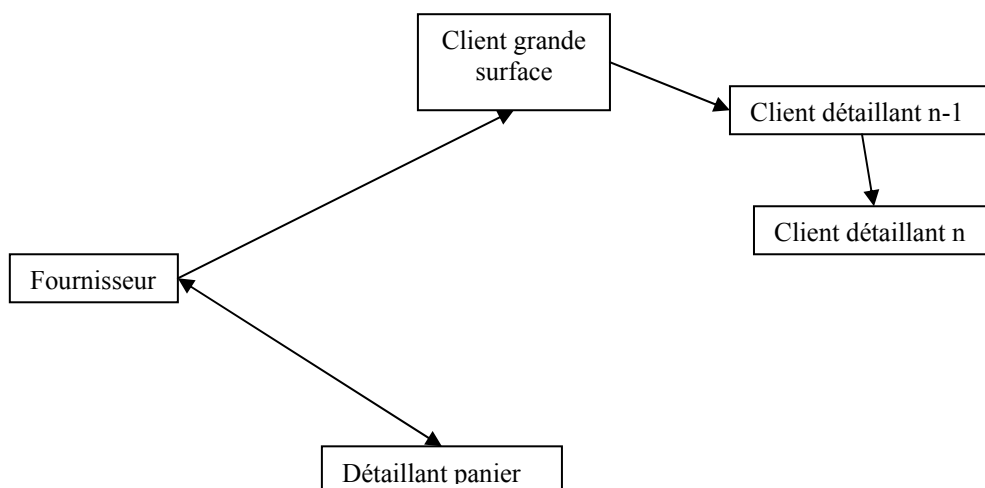 Client grande
surface
Client détaillant n-1
Client détaillant n
Fournisseur
Détaillant panier